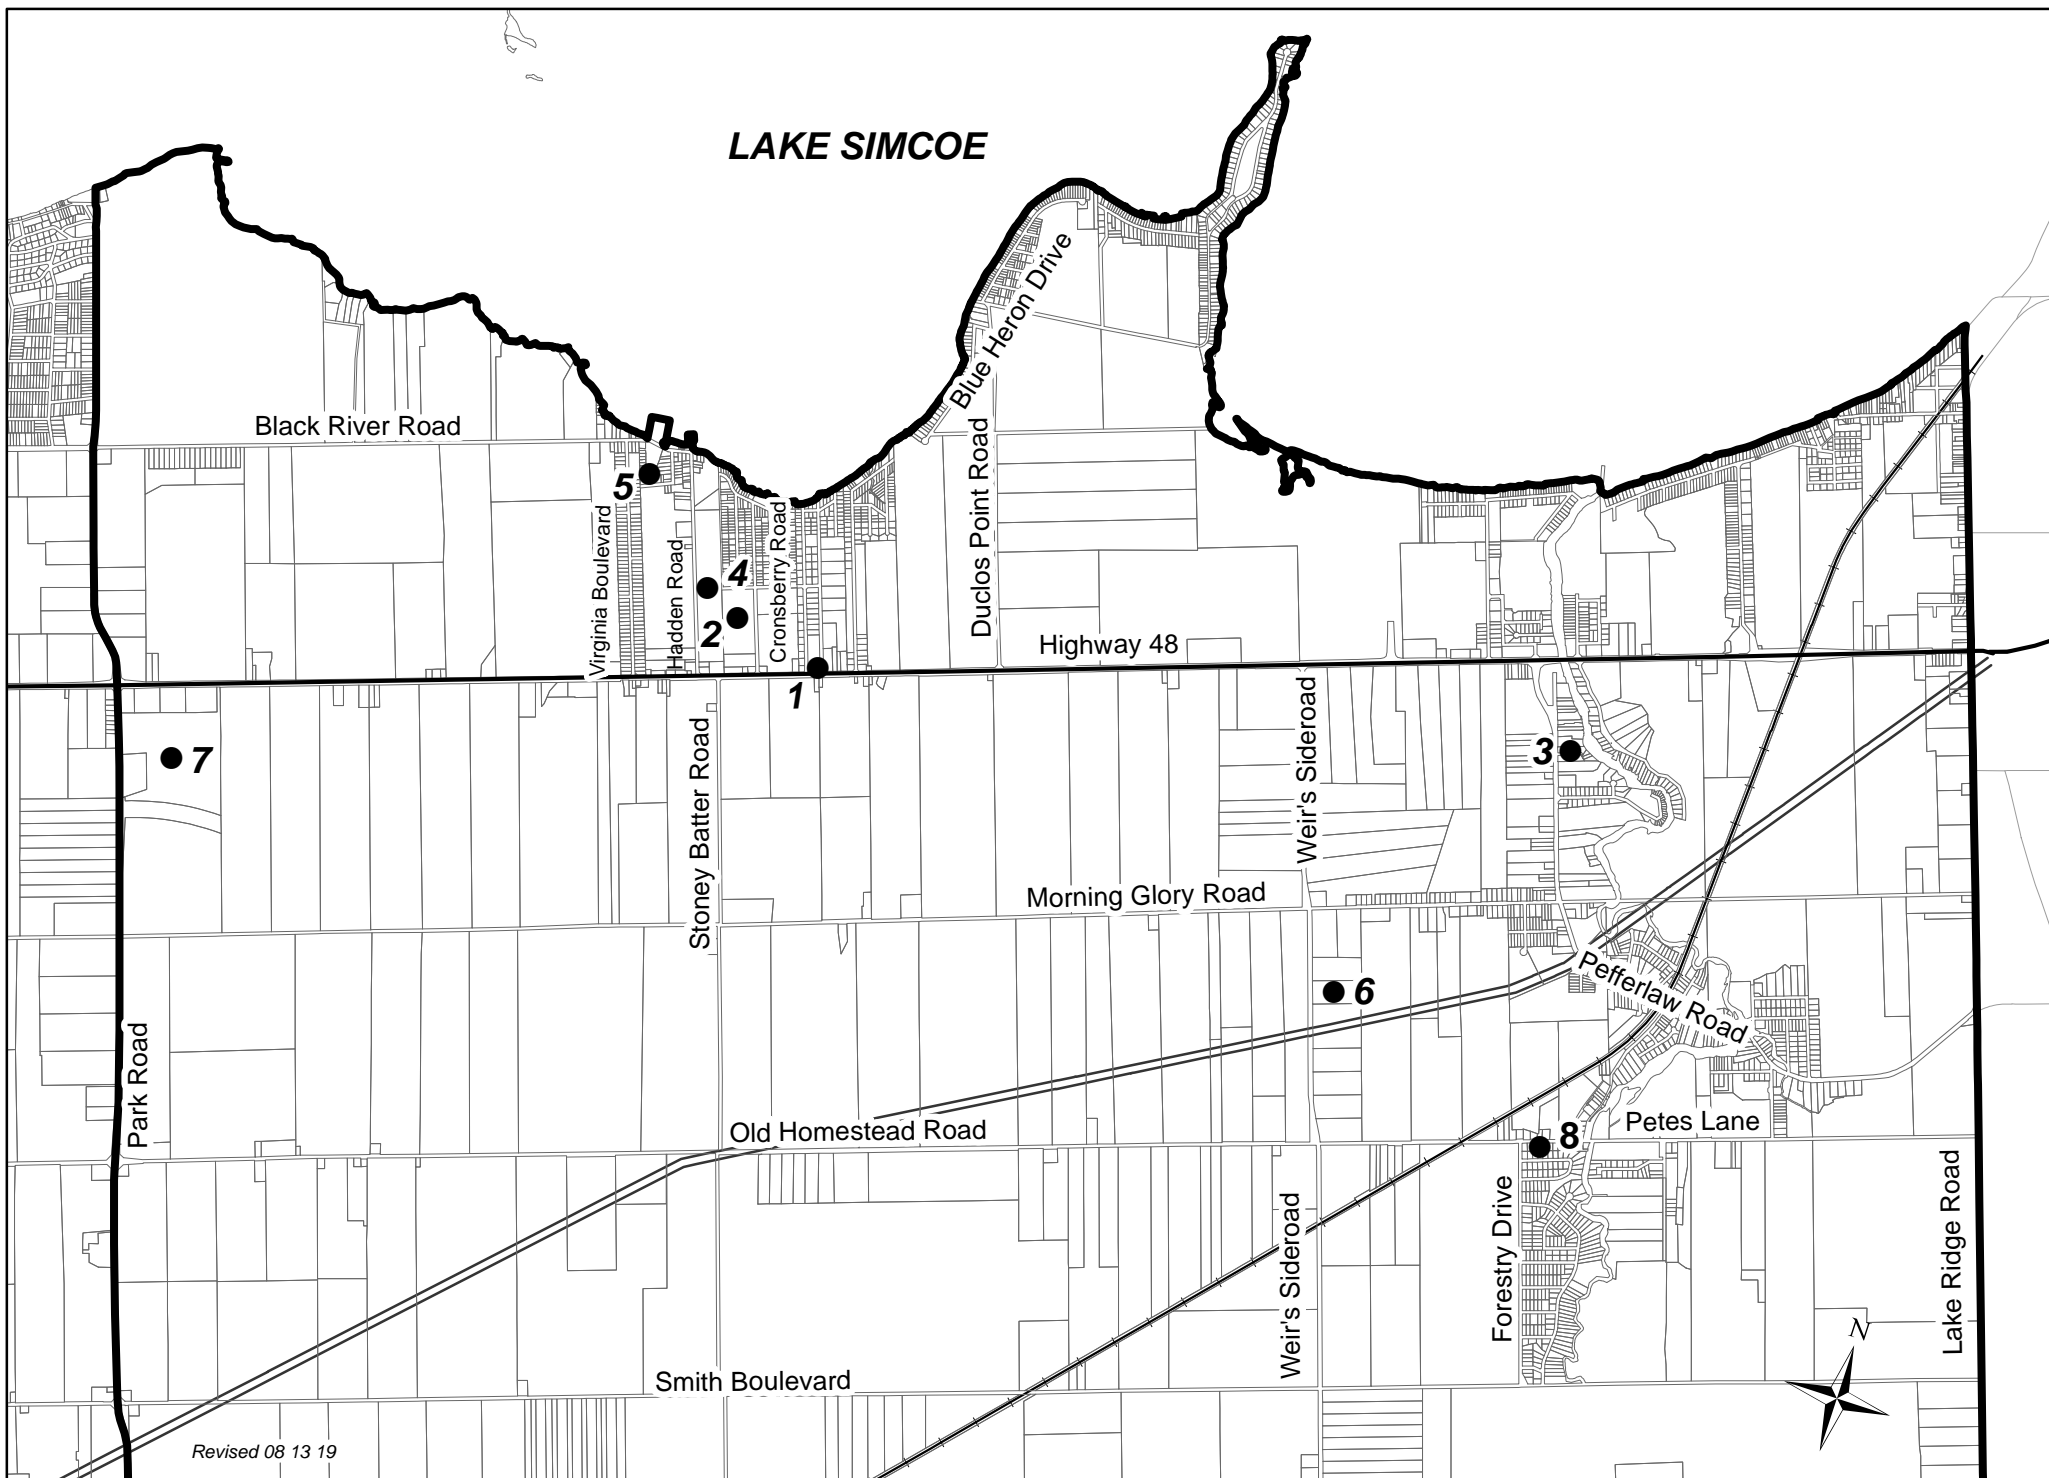 LAKE SIMCOE
Blue Heron Drive
Black River Road
5
Virginia Boulevard
Hadden Road
4
2
Cronsberry Road
Duclos Point Road
Highway 48
1
7
Stoney Batter Road
Weir's Sideroad
3
Morning Glory Road
6
Pefferlaw Road
Park Road
Old Homestead Road
8
Petes Lane
Weir's Sideroad
Forestry Drive
Lake Ridge Road
N
Smith Boulevard
Revised 08 13 19